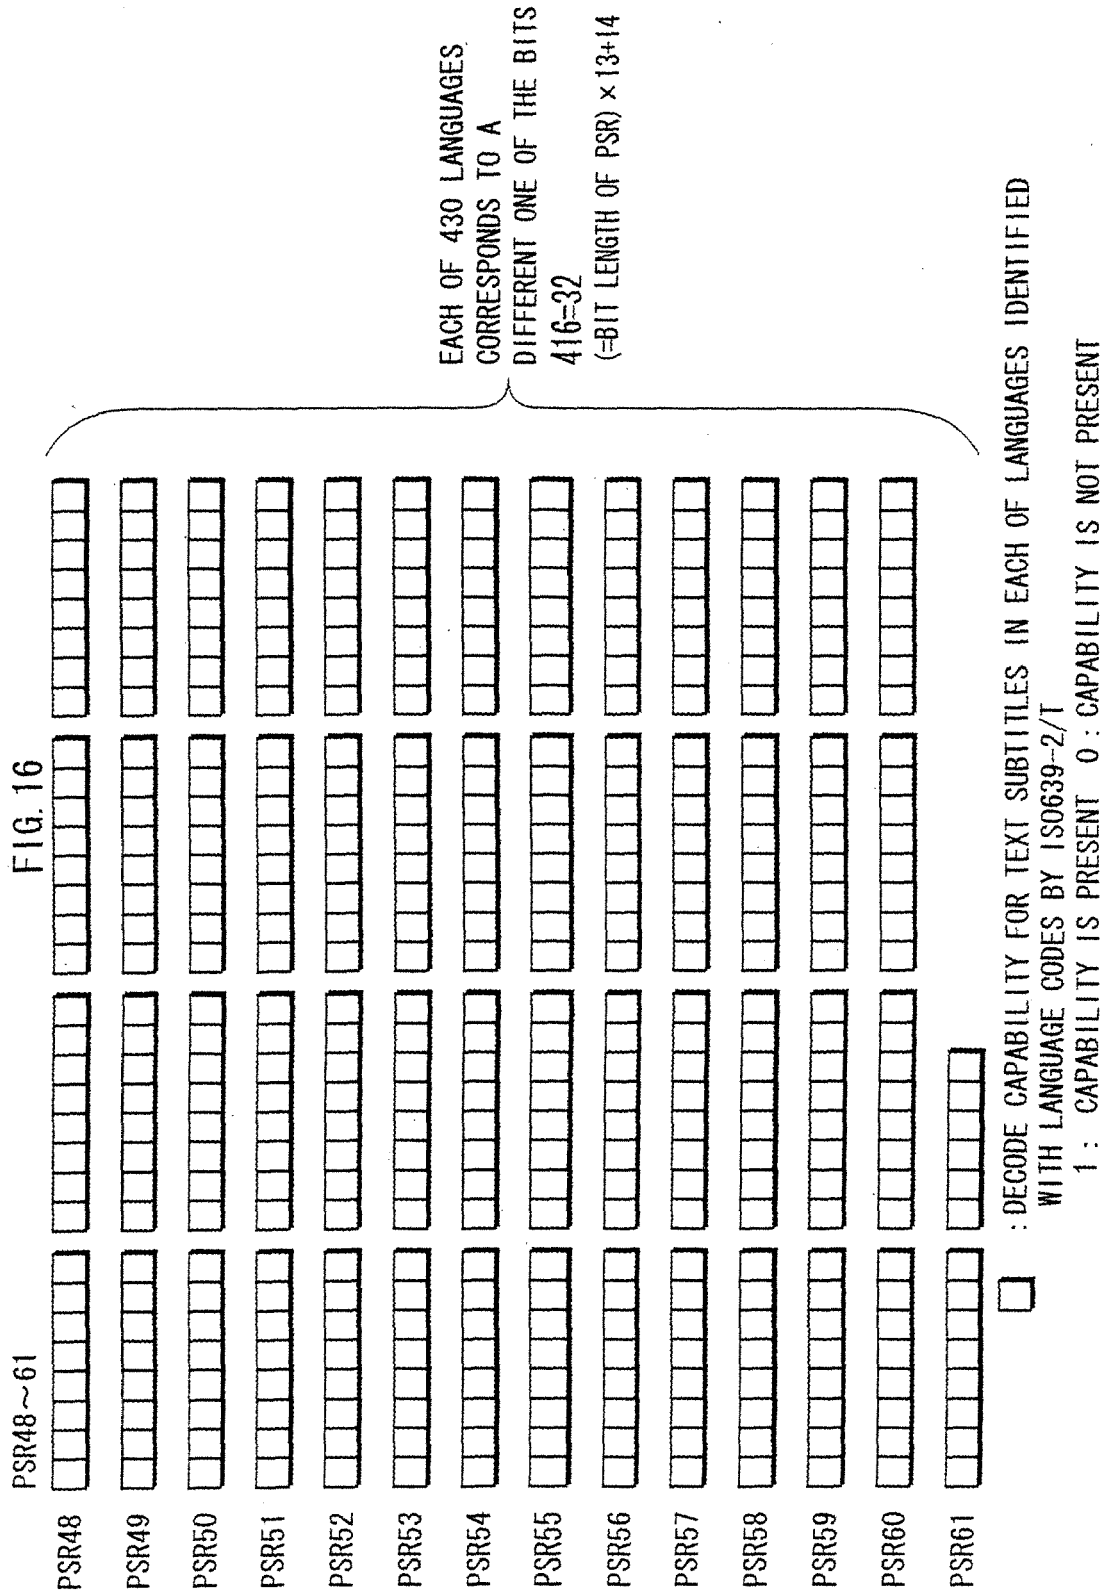 FIG. 16
PSR48~61
PSR48
PSR49
PSR50
PSR51
PSR52
PSR53
PSR54
PSR55
PSR56
PSR57
PSR58
PSR59
PSR60
PSR61
EACH OF 430 LANGUAGES
CORRESPONDS TO A
DIFFERENT ONE OF THE BITS
416=32
(=BIT LENGTH OF PSR)×13+14
:DECODE CAPABILITY FOR TEXT SUBTITLES IN EACH OF LANGUAGES IDENTIFIED
WITH LANGUAGE CODES BY ISO639-2/T
1: CAPABILITY IS PRESENT 0: CAPABILITY IS NOT PRESENT